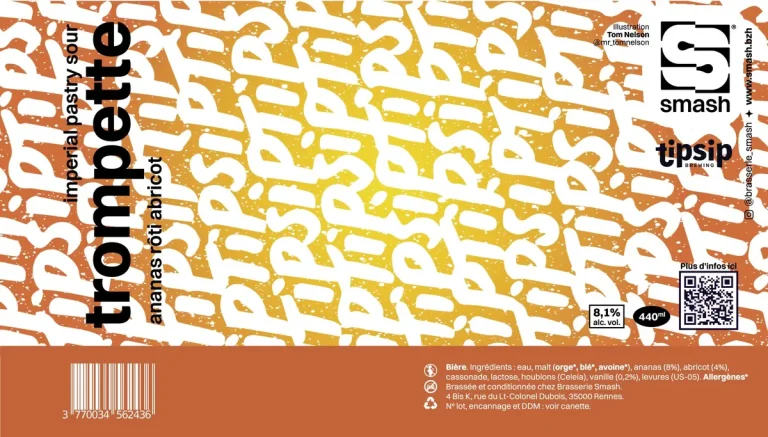 imperial pastry sour
trompette
ananas rôti abricot
Illustration
Tom Nelson
@mr_tomnelson
S
smash
tipsip
BREWING
@brasserie_smash ✦ www.smash.bzh
Plus d'infos içi
8,1%
alc. vol.
440ml
Bière. Ingrédients : eau, malt (orge*, blé*, avoine*), ananas (8%), abricot (4%),
cassonade, lactose, houblons (Celeia), vanille (0,2%), levures (US-05). Allergènes*
Brassée et conditionnée chez Brasserie Smash.
4 Bis K, rue du Lt-Colonel Dubois, 35000 Rennes.
N° lot, encannage et DDM : voir canette.
3 770034 562436